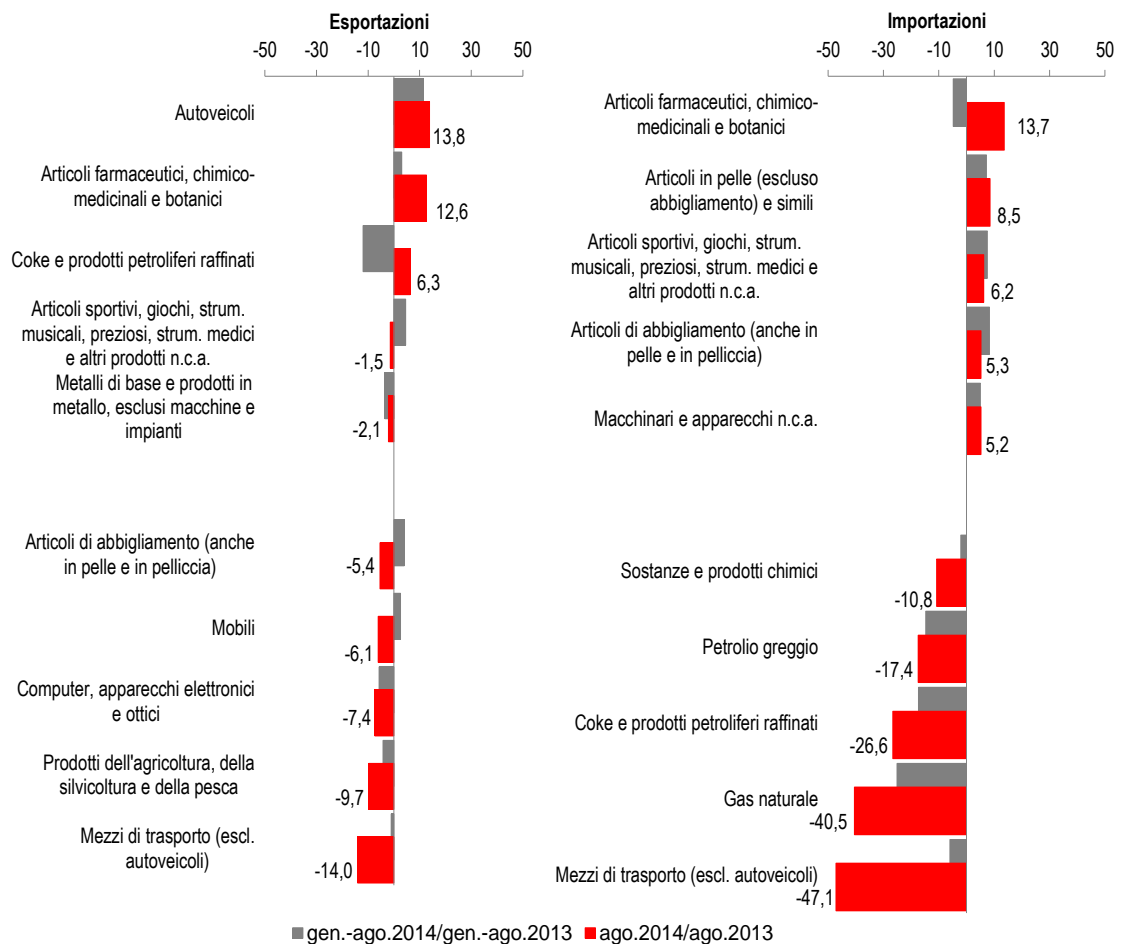 Esportazioni
-50 -30 -10 10 30 50
Autoveicoli
13,8
Articoli farmaceutici, chimico-
medicinali e botanici
12,6
Coke e prodotti petroliferi raffinati
6,3
Articoli sportivi, giochi, strum.
musicali, preziosi, strum. medici
e altri prodotti n.c.a.
-1,5
Metalli di base e prodotti in
metallo, esclusi macchine e
impianti
-2,1
Articoli di abbigliamento (anche
in pelle e in pelliccia)
-5,4
Mobili
-6,1
Computer, apparecchi elettronici
e ottici
-7,4
Prodotti dell'agricoltura, della
silvicoltura e della pesca
-9,7
Mezzi di trasporto (escl.
autoveicoli)
-14,0
Importazioni
-50 -30 -10 10 30 50
Articoli farmaceutici, chimico-
medicinali e botanici
13,7
Articoli in pelle (escluso
abbigliamento) e simili
8,5
Articoli sportivi, giochi, strum.
musicali, preziosi, strum. medici e
altri prodotti n.c.a.
6,2
Articoli di abbigliamento (anche in
pelle e in pelliccia)
5,3
Macchinari e apparecchi n.c.a.
5,2
Sostanze e prodotti chimici
-10,8
Petrolio greggio
-17,4
Coke e prodotti petroliferi raffinati
-26,6
Gas naturale
-40,5
Mezzi di trasporto (escl. autoveicoli)
-47,1
gen.-ago.2014/gen.-ago.2013 ago.2014/ago.2013